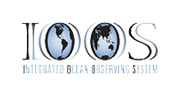 IOOS
INTEGRATED OCEAN OBSERVING SYSTEM